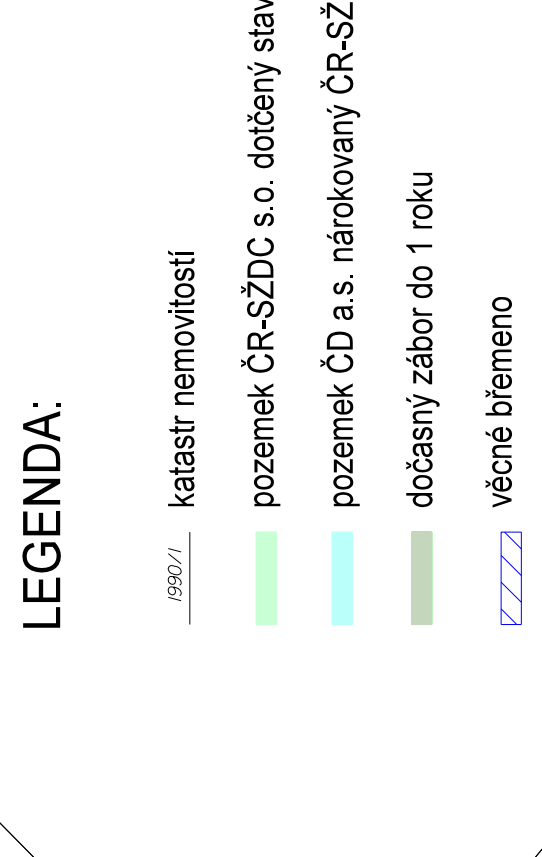 LEGENDA:
1990/1 katastr nemovitostí
pozemek ČR-SŽDC s.o. dotčený stav
pozemek ČD a.s. nárokovaný ČR-SŽ
dočasný zábor do 1 roku
věcné břemeno